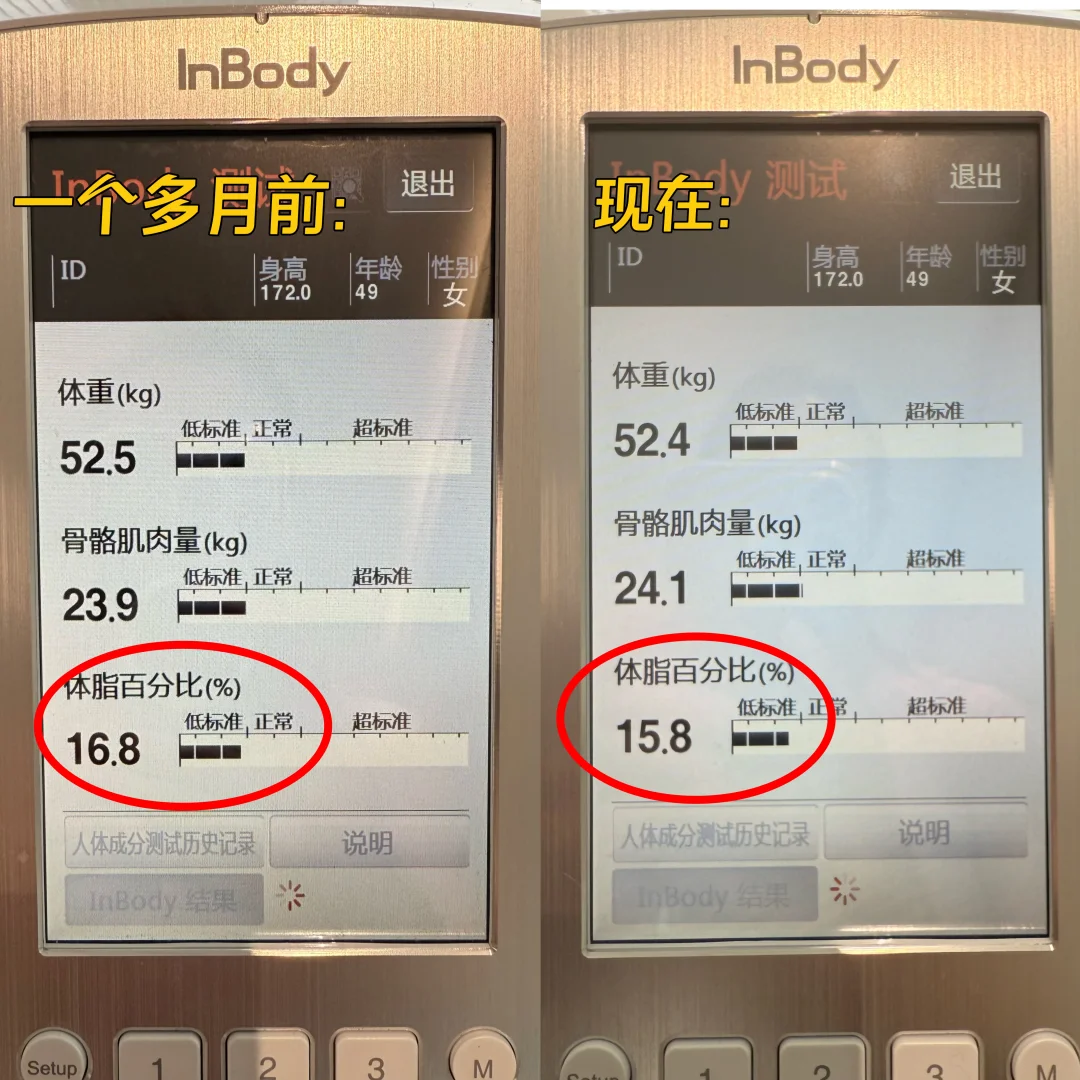 InBody
InBody 测试
一个多月前:
退出
ID
身高
172.0
年龄
49
性别
女
体重(kg)
低标准 正常 超标准
52.5
骨骼肌肉量(kg)
低标准 正常 超标准
23.9
体脂百分比(%)
低标准 正常 超标准
16.8
人体成分测试历史记录
说明
InBody 结果
Setup
1
2
3
M
InBody
InBody 测试
现在:
退出
ID
身高
172.0
年龄
49
性别
女
体重(kg)
低标准 正常 超标准
52.4
骨骼肌肉量(kg)
低标准 正常 超标准
24.1
体脂百分比(%)
低标准 正常 超标准
15.8
人体成分测试历史记录
说明
InBody 结果
Setup
1
2
3
M